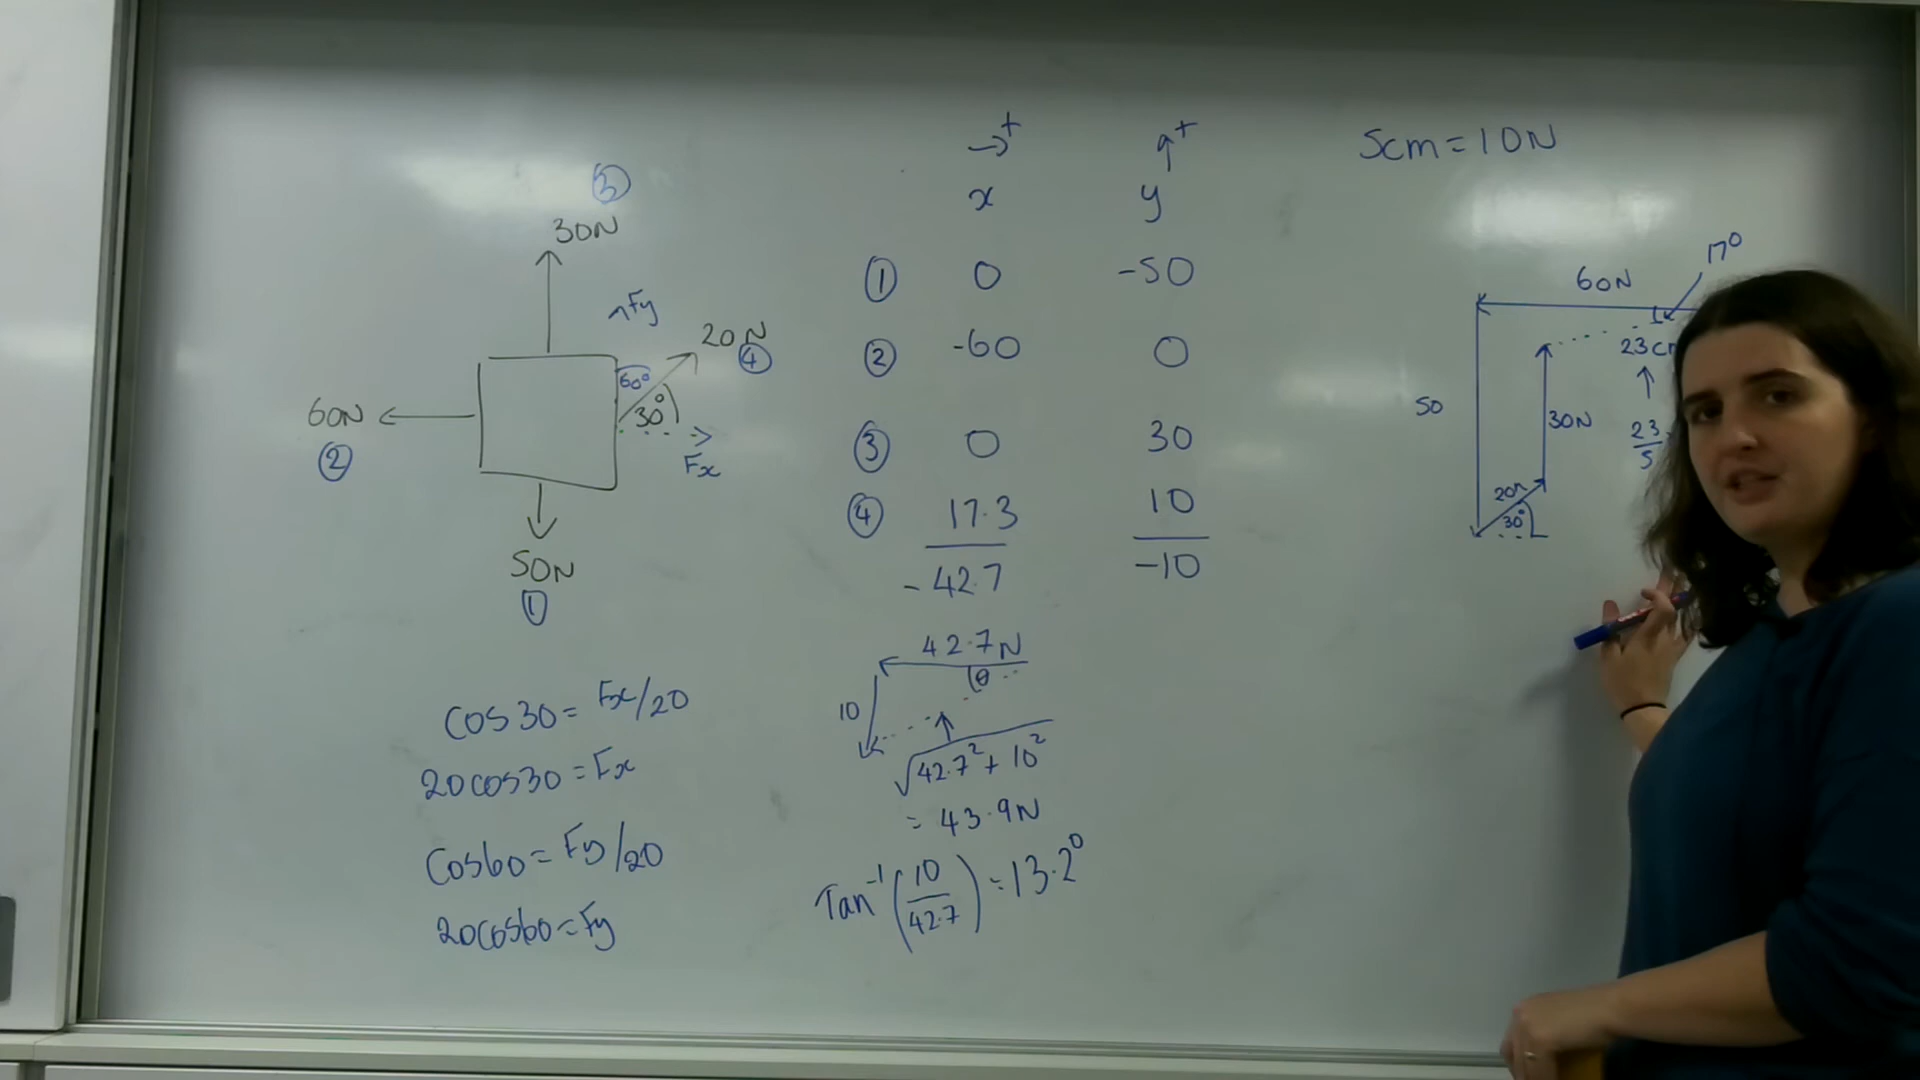 ③
30N
Fy
20N
④
60°
30°
60N
②
Fx
50N
①
cos30 = Fx/20
20cos30 = Fx
cos60 = Fy/20
20cos60 = Fy
→+ ↑+
x y
① 0 -50
② -60 0
③ 0 30
④ 17.3 10
-42.7 -10
42.7N
θ
10
√42.7² + 10²
= 43.9N
Tan⁻¹(10/42.7) = 13.2°
5cm = 10N
17°
60N
23c
50
30N
23/5
20N
30°